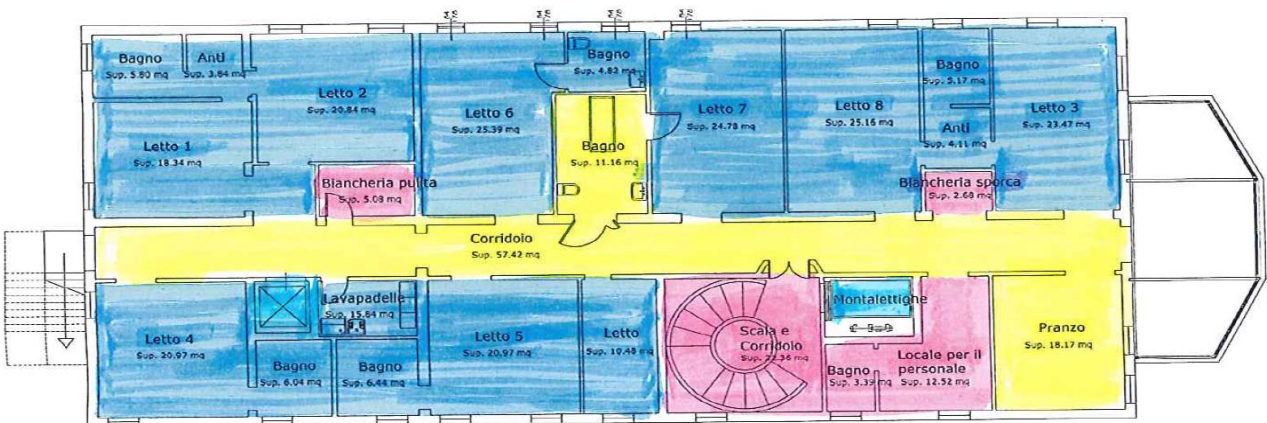 Bagno
Sup. 5.80 mq
Anti
Sup. 3.84 mq
Letto 2
Sup. 20.84 mq
Letto 6
Sup. 25.39 mq
Bagno
Sup. 4.82 mq
Letto 7
Sup. 24.78 mq
Letto 8
Sup. 25.16 mq
Bagno
Sup. 5.17 mq
Letto 3
Sup. 23.47 mq
Letto 1
Sup. 18.34 mq
Bagno
Sup. 11.16 mq
Anti
Sup. 4.11 mq
Biancheria pulita
Sup. 5.08 mq
Biancheria sporca
Sup. 2.68 mq
Corridoio
Sup. 57.42 mq
Letto 4
Sup. 20.97 mq
Lavapadelle
Sup. 15.64 mq
Letto 5
Sup. 20.97 mq
Letto
Sup. 10.48 mq
Scala e
Corridoio
Sup. 22.36 mq
Montalettighe
Pranzo
Sup. 18.17 mq
Bagno
Sup. 6.04 mq
Bagno
Sup. 6.44 mq
Bagno
Sup. 3.39 mq
Locale per il
personale
Sup. 12.52 mq